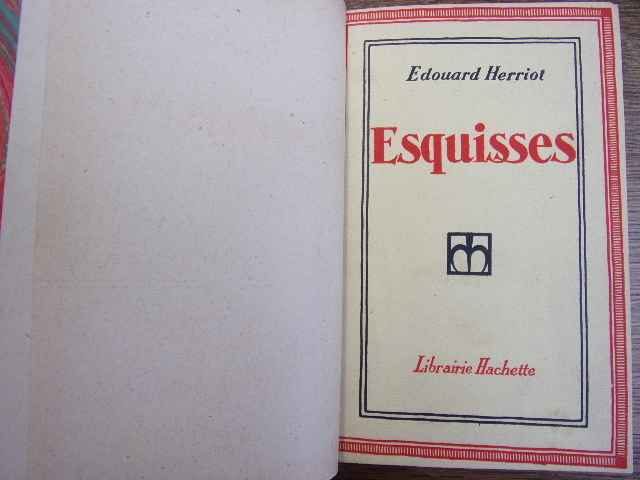 Edouard Herriot
Esquisses
Librairie Hachette